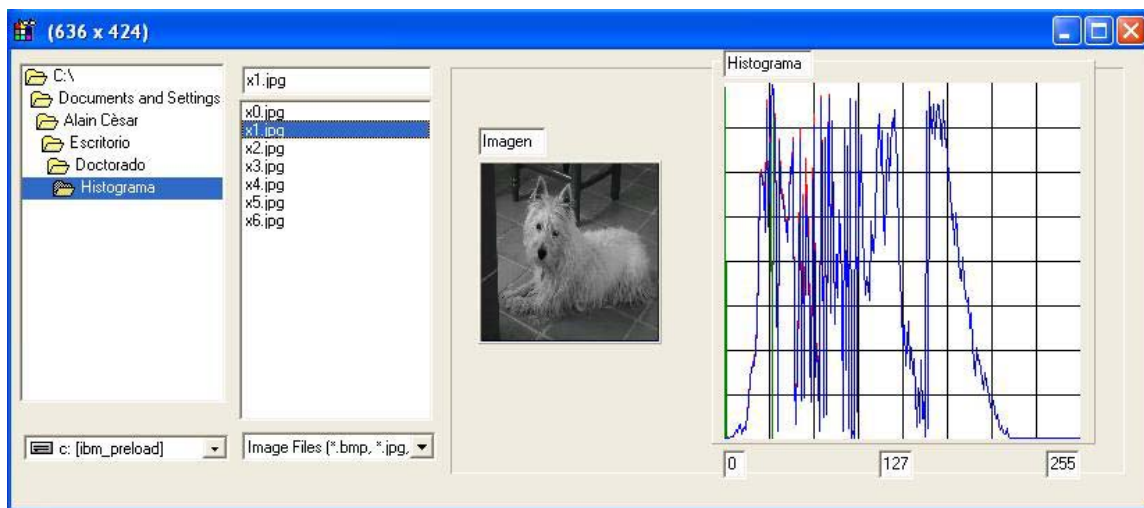 (636 x 424)
C:\
Documents and Settings
Alain Cèsar
Escritorio
Doctorado
Histograma
c: [ibm_preload]
x1.jpg
x0.jpg
x1.jpg
x2.jpg
x3.jpg
x4.jpg
x5.jpg
x6.jpg
Image Files (*.bmp, *.jpg,
Imagen
Histograma
0
127
255